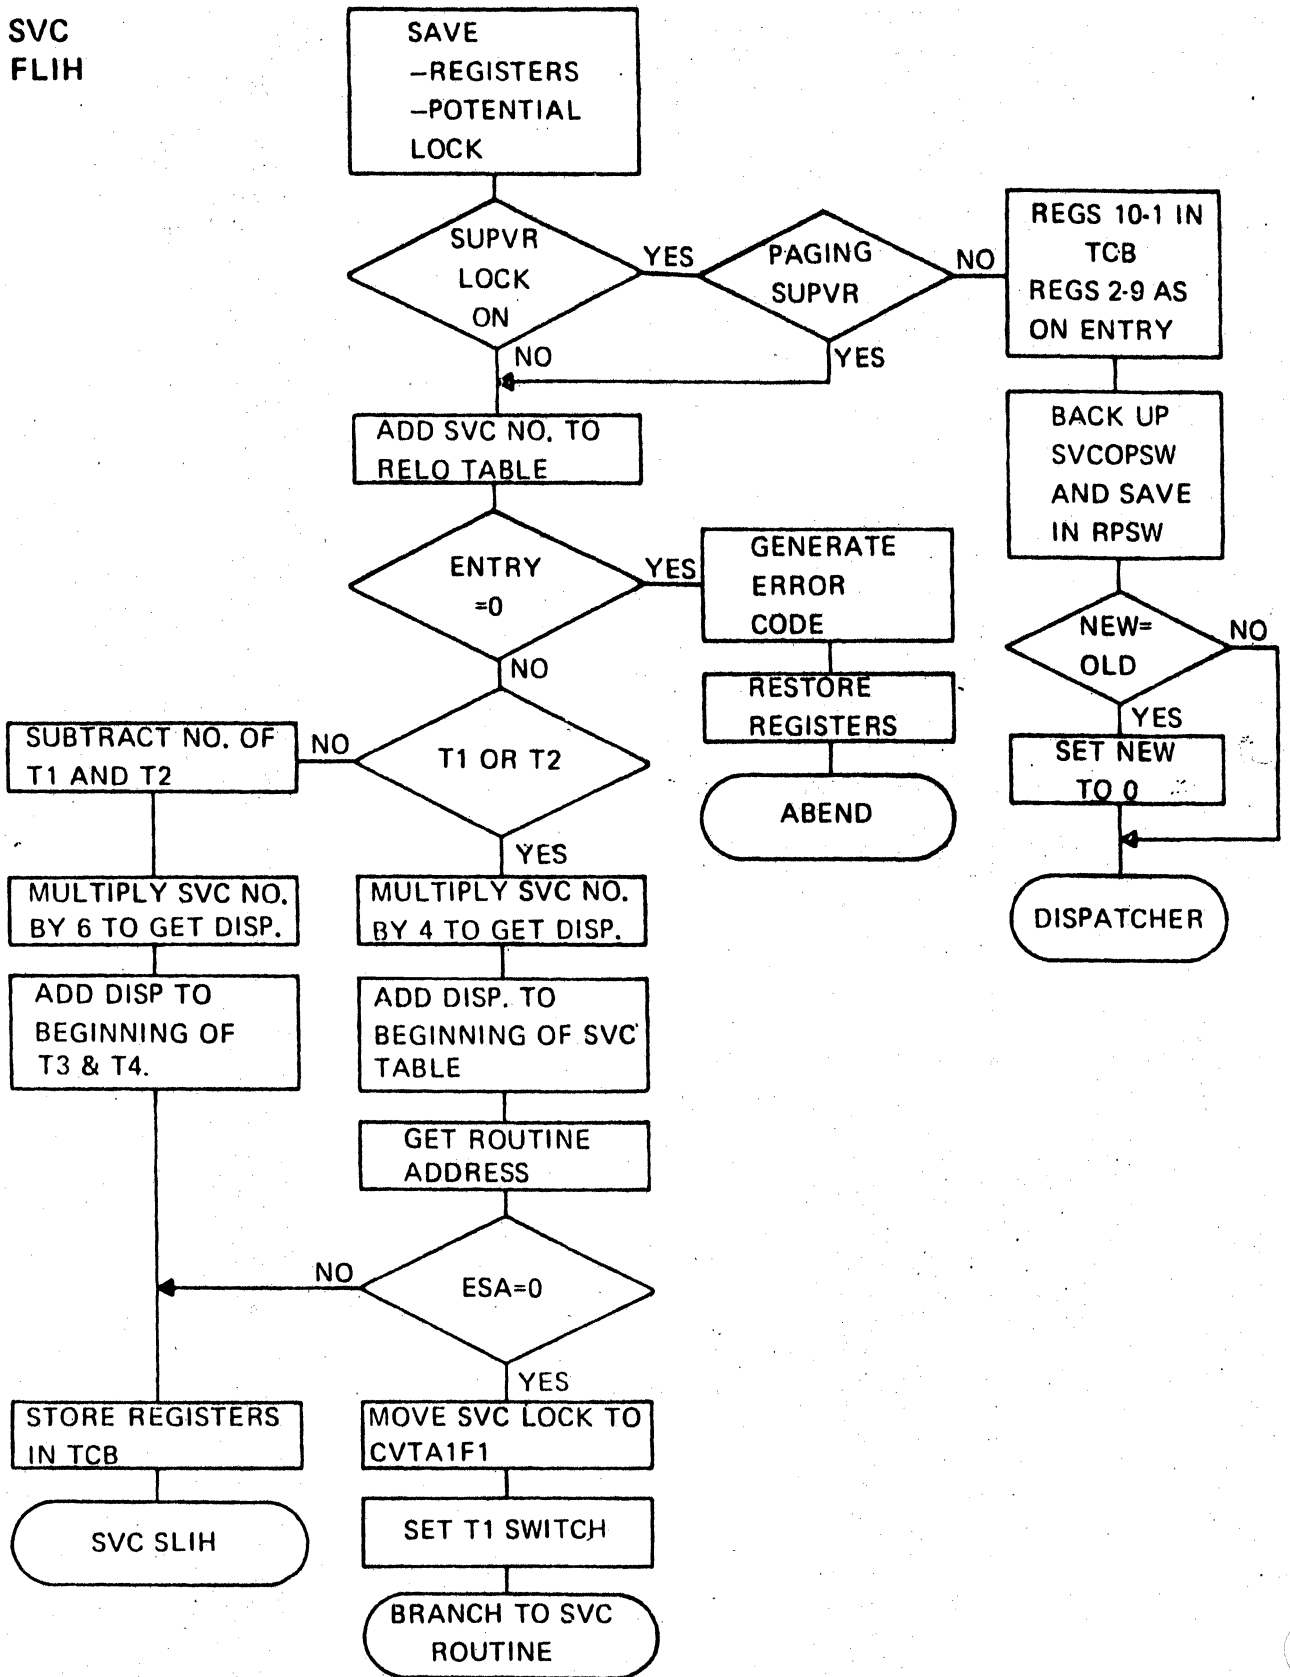 SVC
FLIH
SAVE
–REGISTERS
–POTENTIAL
LOCK
SUPVR
LOCK
ON
YES
NO
PAGING
SUPVR
NO
YES
REGS 10-1 IN
TCB
REGS 2-9 AS
ON ENTRY
BACK UP
SVCOPSW
AND SAVE
IN RPSW
NEW=
OLD
NO
YES
SET NEW
TO 0
DISPATCHER
ADD SVC NO. TO
RELO TABLE
ENTRY
=0
YES
NO
GENERATE
ERROR
CODE
RESTORE
REGISTERS
ABEND
T1 OR T2
NO
YES
SUBTRACT NO. OF
T1 AND T2
MULTIPLY SVC NO.
BY 6 TO GET DISP.
ADD DISP TO
BEGINNING OF
T3 & T4.
MULTIPLY SVC NO.
BY 4 TO GET DISP.
ADD DISP. TO
BEGINNING OF SVC
TABLE
GET ROUTINE
ADDRESS
ESA=0
NO
YES
STORE REGISTERS
IN TCB
SVC SLIH
MOVE SVC LOCK TO
CVTA1F1
SET T1 SWITCH
BRANCH TO SVC
ROUTINE